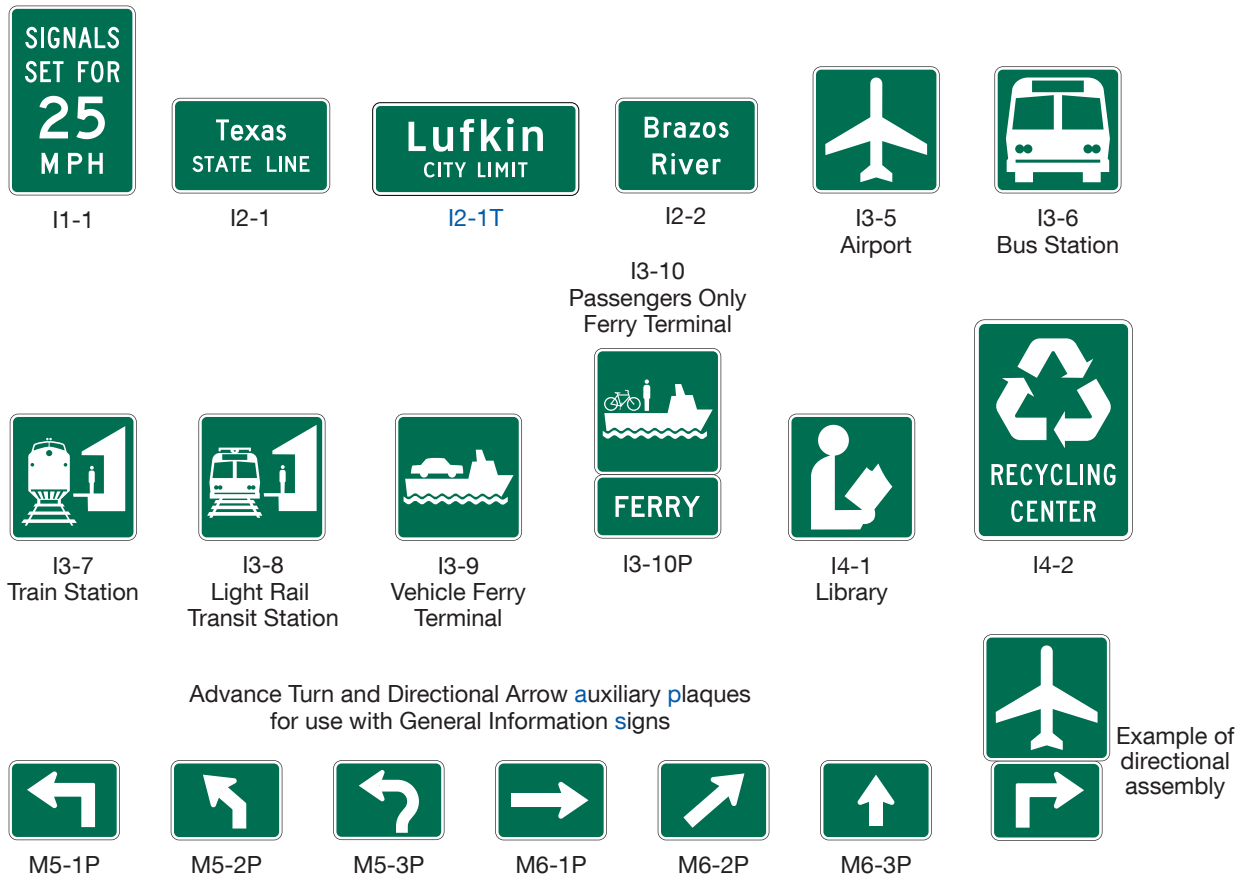 SIGNALS
SET FOR
25
MPH
Texas
STATE LINE
Lufkin
CITY LIMIT
Brazos
River
I1-1
I2-1
I2-1T
I2-2
I3-5
Airport
I3-6
Bus Station
I3-10
Passengers Only
Ferry Terminal
FERRY
RECYCLING
CENTER
I3-7
Train Station
I3-8
Light Rail
Transit Station
I3-9
Vehicle Ferry
Terminal
I3-10P
I4-1
Library
I4-2
Advance Turn and Directional Arrow auxiliary plaques
for use with General Information signs
Example of
directional
assembly
M5-1P
M5-2P
M5-3P
M6-1P
M6-2P
M6-3P